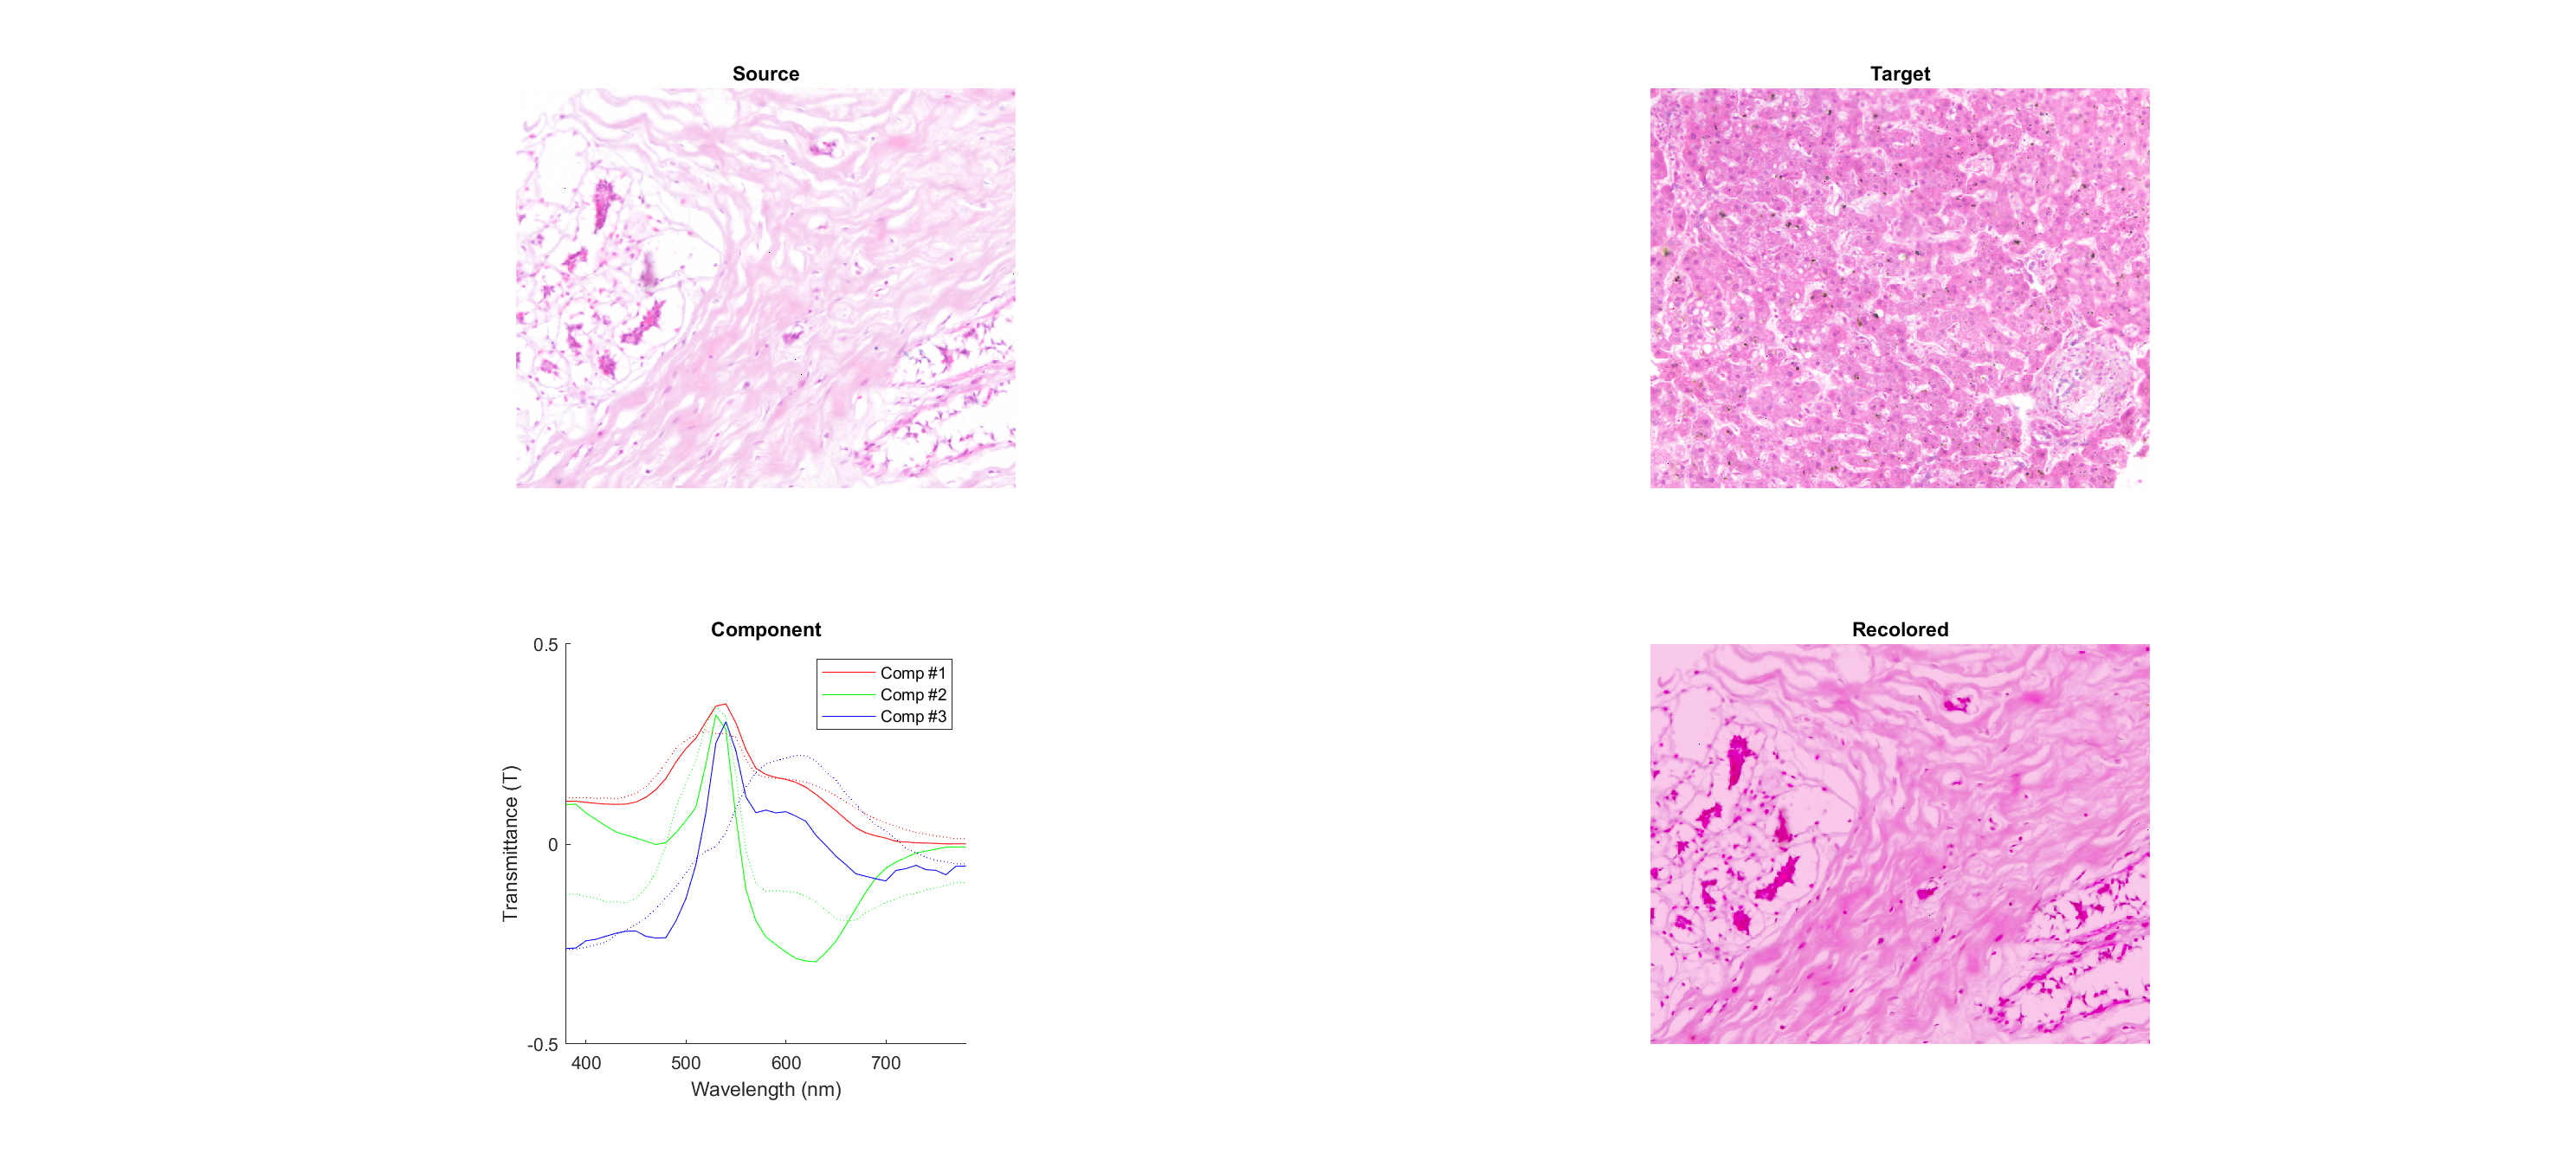 Source
Target
Component
0.5
0
-0.5
Transmittance (T)
400 500 600 700
Wavelength (nm)
Comp #1
Comp #2
Comp #3
Recolored